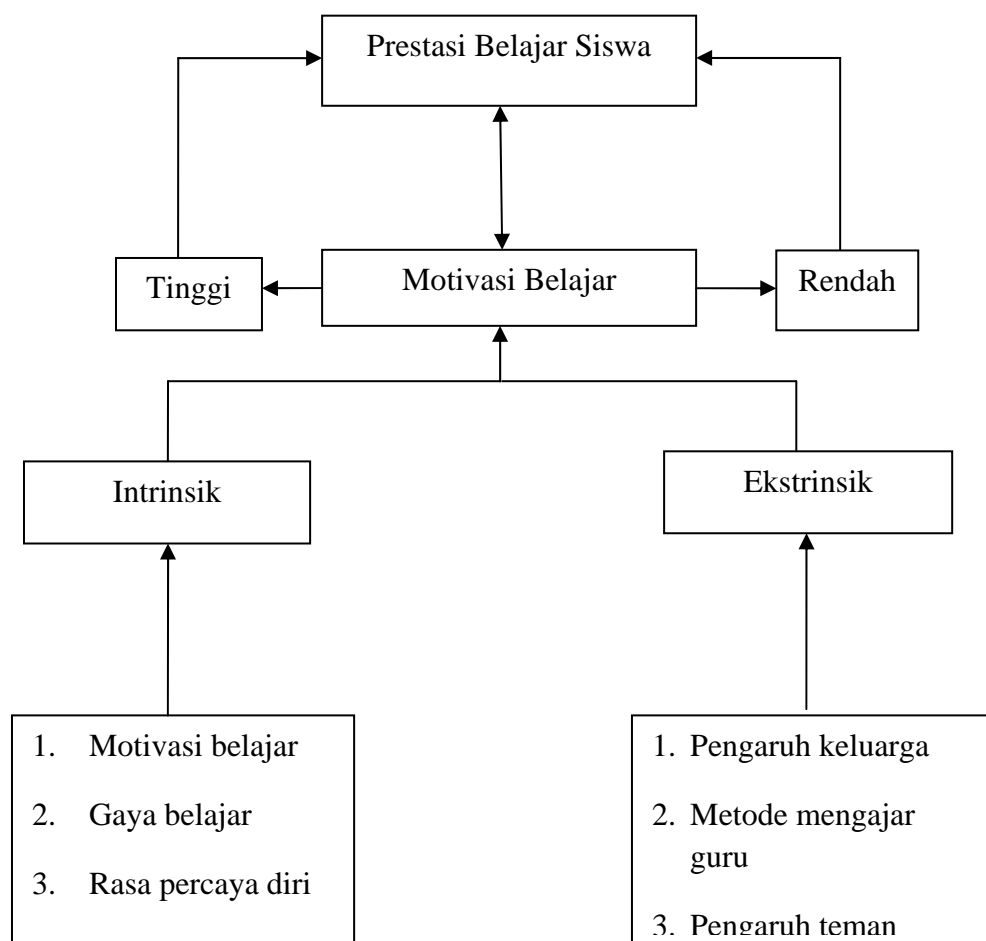 Prestasi Belajar Siswa
Tinggi
Motivasi Belajar
Rendah
Intrinsik
Ekstrinsik
1. Motivasi belajar
2. Gaya belajar
3. Rasa percaya diri
1. Pengaruh keluarga
2. Metode mengajar
guru
3. Pengaruh teman